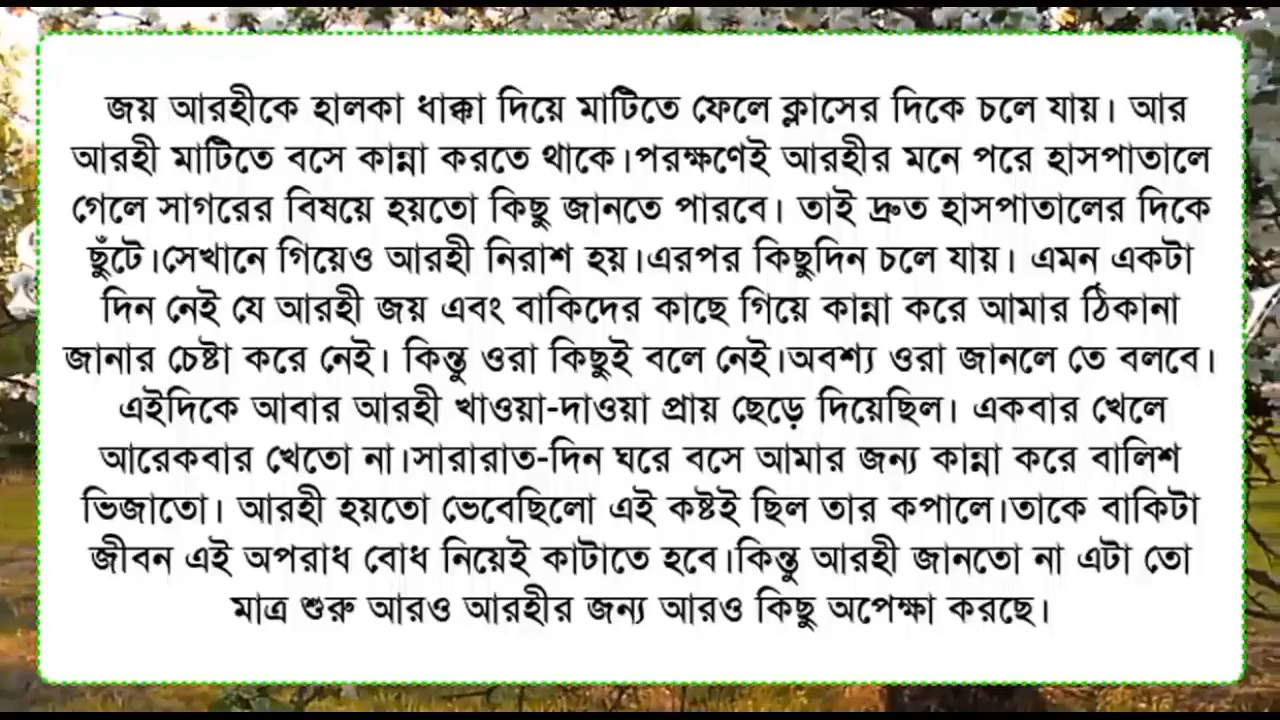 জয় আরহীকে হালকা ধাক্কা দিয়ে মাটিতে ফেলে ক্লাসের দিকে চলে যায়। আর
আরহী মাটিতে বসে কান্না করতে থাকে।পরক্ষণেই আরহীর মনে পরে হাসপাতালে
গেলে সাগরের বিষয়ে হয়তো কিছু জানতে পারবে। তাই দ্রুত হাসপাতালের দিকে
ছুঁটে।সেখানে গিয়েও আরহী নিরাশ হয়।এরপর কিছুদিন চলে যায়। এমন একটা
দিন নেই যে আরহী জয় এবং বাকিদের কাছে গিয়ে কান্না করে আমার ঠিকানা
জানার চেষ্টা করে নেই। কিন্তু ওরা কিছুই বলে নেই।অবশ্য ওরা জানলে তে বলবে।
এইদিকে আবার আরহী খাওয়া-দাওয়া প্রায় ছেড়ে দিয়েছিল। একবার খেলে
আরেকবার খেতো না।সারারাত-দিন ঘরে বসে আমার জন্য কান্না করে বালিশ
ভিজাতো। আরহী হয়তো ভেবেছিলো এই কষ্টই ছিল তার কপালে।তাকে বাকিটা
জীবন এই অপরাধ বোধ নিয়েই কাটাতে হবে।কিন্তু আরহী জানতো না এটা তো
মাত্র শুরু আরও আরহীর জন্য আরও কিছু অপেক্ষা করছে।